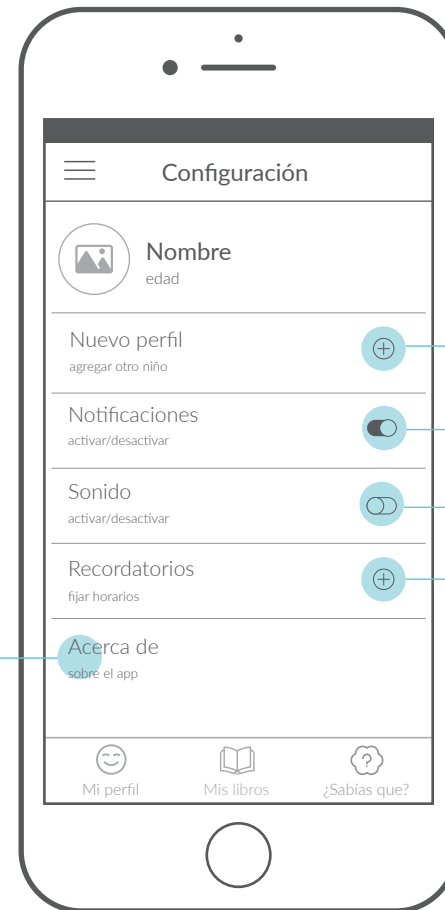 Configuración
Nombre
edad
Nuevo perfil
agregar otro niño
Notificaciones
activar/desactivar
Sonido
activar/desactivar
Recordatorios
fijar horarios
Acerca de
sobre el app
Mi perfil
Mis libros
¿Sabías que?